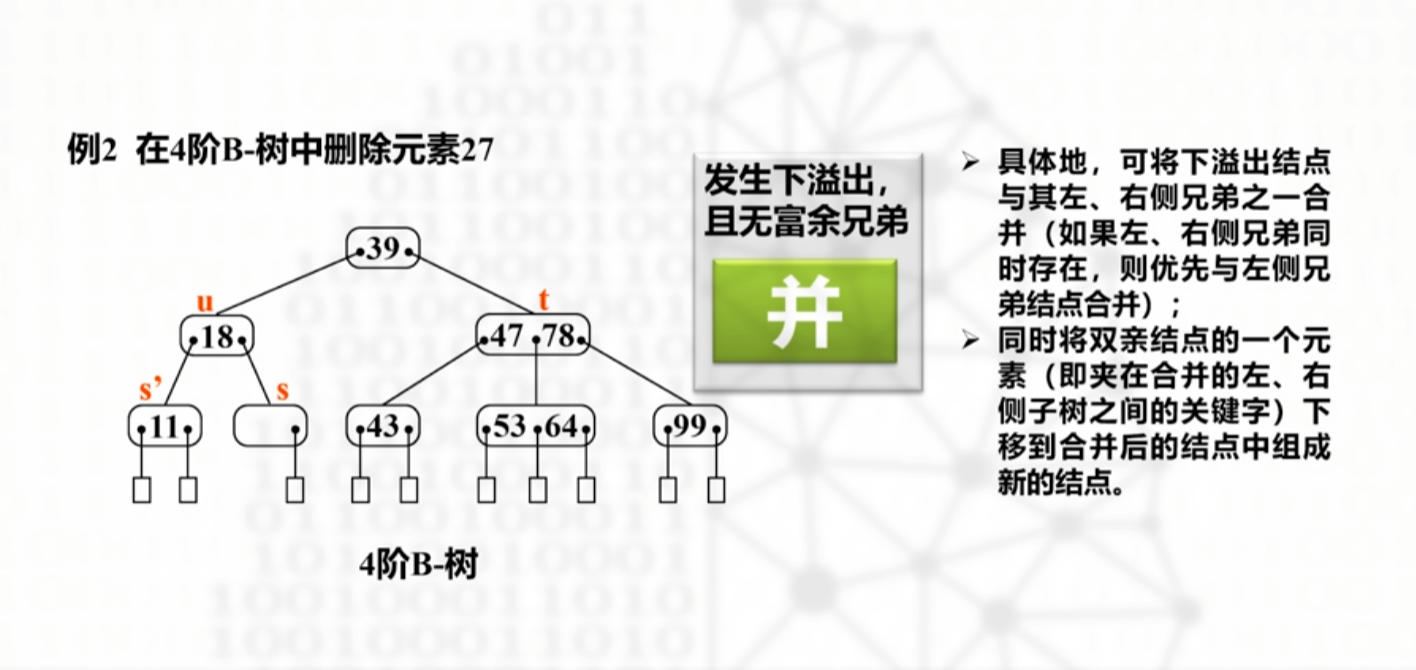 例2 在4阶B-树中删除元素27
发生下溢出，
且无富余兄弟
并
具体地，可将下溢出结点
与其左、右侧兄弟之一合
并（如果左、右侧兄弟同
时存在，则优先与左侧兄
弟结点合并）；
同时将双亲结点的一个元
素（即夹在合并的左、右
侧子树之间的关键字）下
移到合并后的结点中组成
新的结点。
39
u
t
18
47 78
s’
s
11
43
53 64
99
4阶B-树